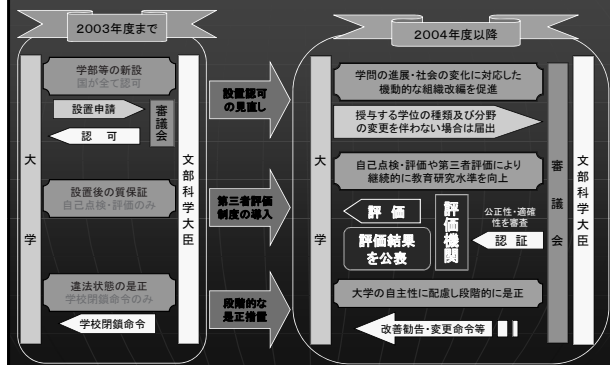 2003年度まで
学部等の新設
国が全て認可
設置申請
認　可
審議会
大学
文部科学大臣
設置後の質保証
自己点検・評価のみ
違法状態の是正
学校閉鎖命令のみ
学校閉鎖命令
設置認可
の見直し
第三者評価
制度の導入
段階的な
是正措置
2004年度以降
学問の進展・社会の変化に対応した
機動的な組織改編を促進
授与する学位の種類及び分野
の変更を伴わない場合は届出
大学
自己点検・評価や第三者評価により
継続的に教育研究水準を向上
評　価
評価結果
を公表
評価機関
公正性・適確
性を審査
認　証
審議会
文部科学大臣
大学の自主性に配慮し段階的に是正
改善勧告・変更命令等